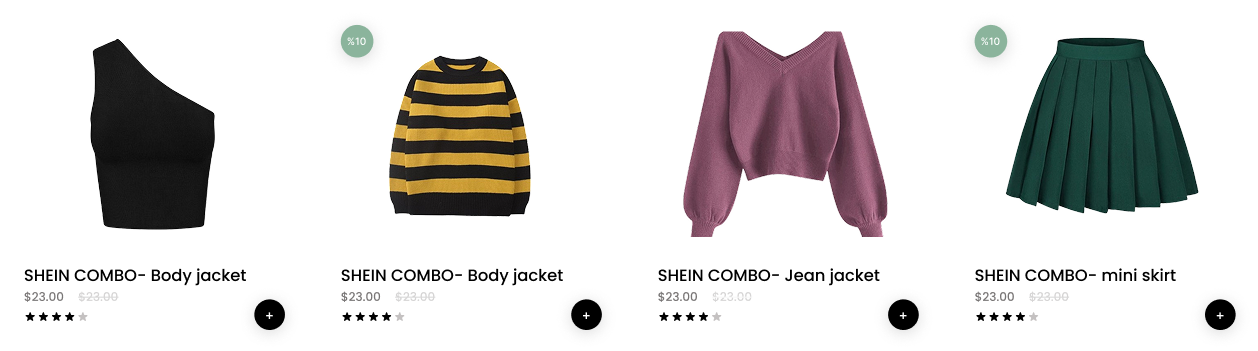 %10
%10
SHEIN COMBO- Body jacket
SHEIN COMBO- Body jacket
SHEIN COMBO- Jean jacket
SHEIN COMBO- mini skirt
$23.00 $23.00
$23.00 $23.00
$23.00 $23.00
$23.00 $23.00
+
+
+
+